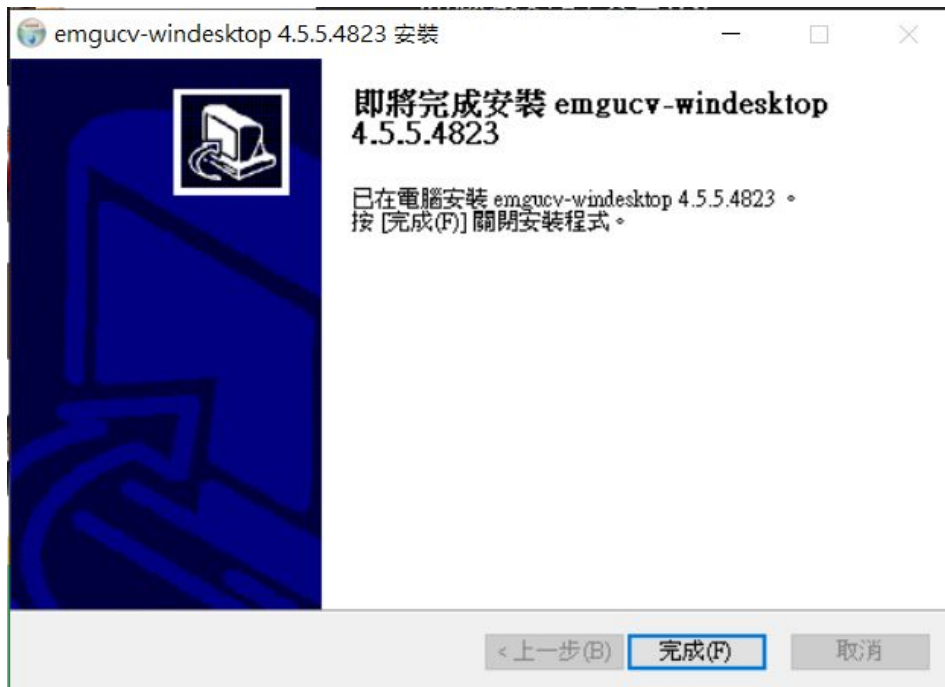 emgucv-windesktop 4.5.5.4823 安裝
即將完成安裝 emgucv-windesktop
4.5.5.4823
已在電腦安裝 emgucv-windesktop 4.5.5.4823 。
按 [完成(F)] 關閉安裝程式。
<上一步(B)
完成(F)
取消